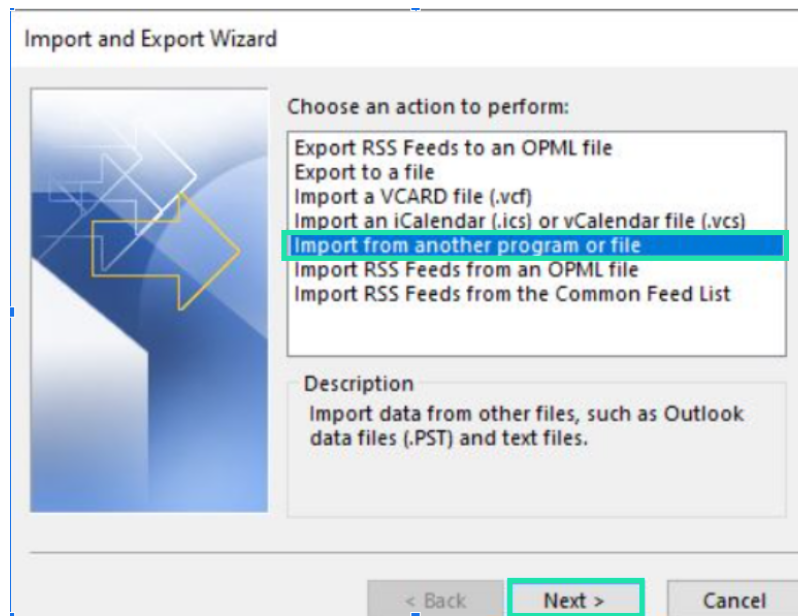 Import and Export Wizard
Choose an action to perform:
Export RSS Feeds to an OPML file
Export to a file
Import a VCARD file (.vcf)
Import an iCalendar (.ics) or vCalendar file (.vcs)
Import from another program or file
Import RSS Feeds from an OPML file
Import RSS Feeds from the Common Feed List
Description
Import data from other files, such as Outlook
data files (.PST) and text files.
< Back Next > Cancel